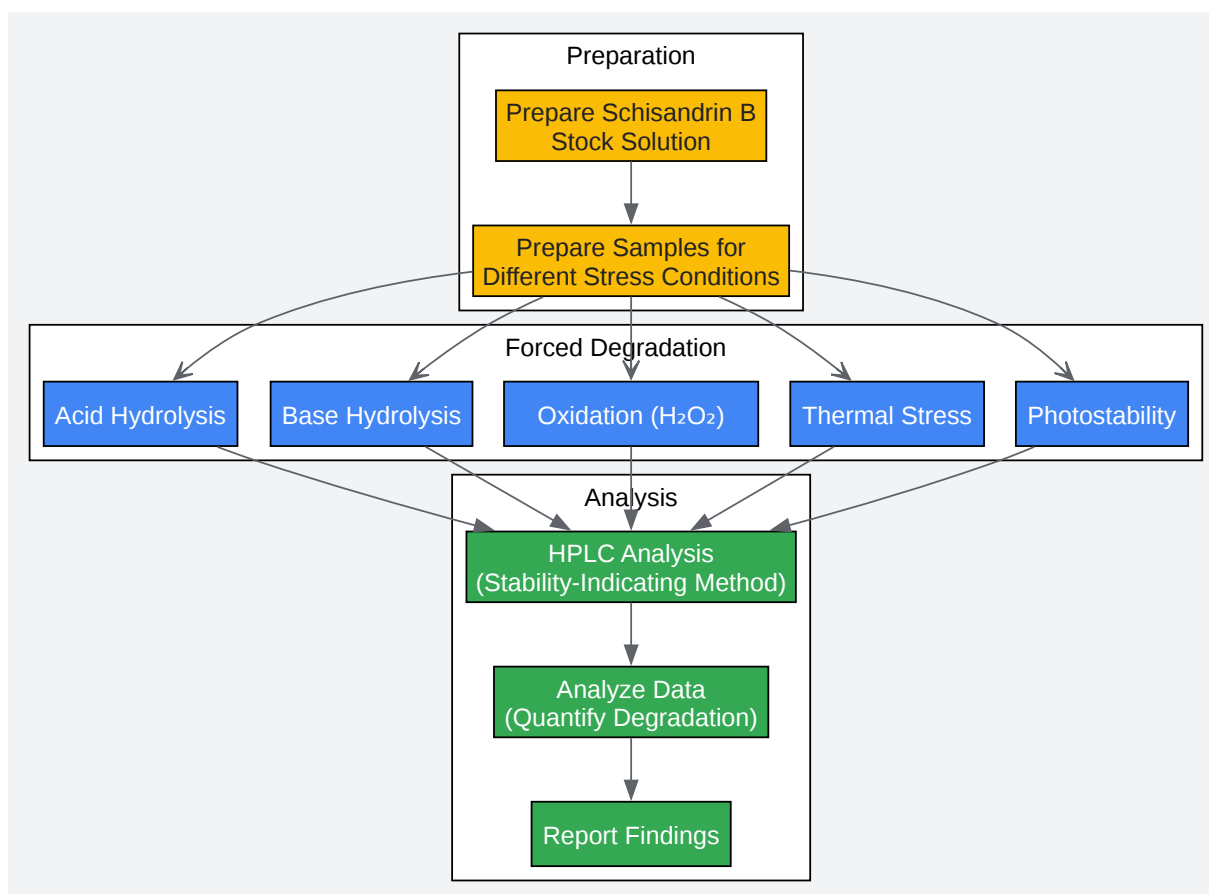 Preparation
Prepare Schisandrin B
Stock Solution
Prepare Samples for
Different Stress Conditions
Forced Degradation
Acid Hydrolysis
Base Hydrolysis
Oxidation (H₂O₂)
Thermal Stress
Photostability
Analysis
HPLC Analysis
(Stability-Indicating Method)
Analyze Data
(Quantify Degradation)
Report Findings